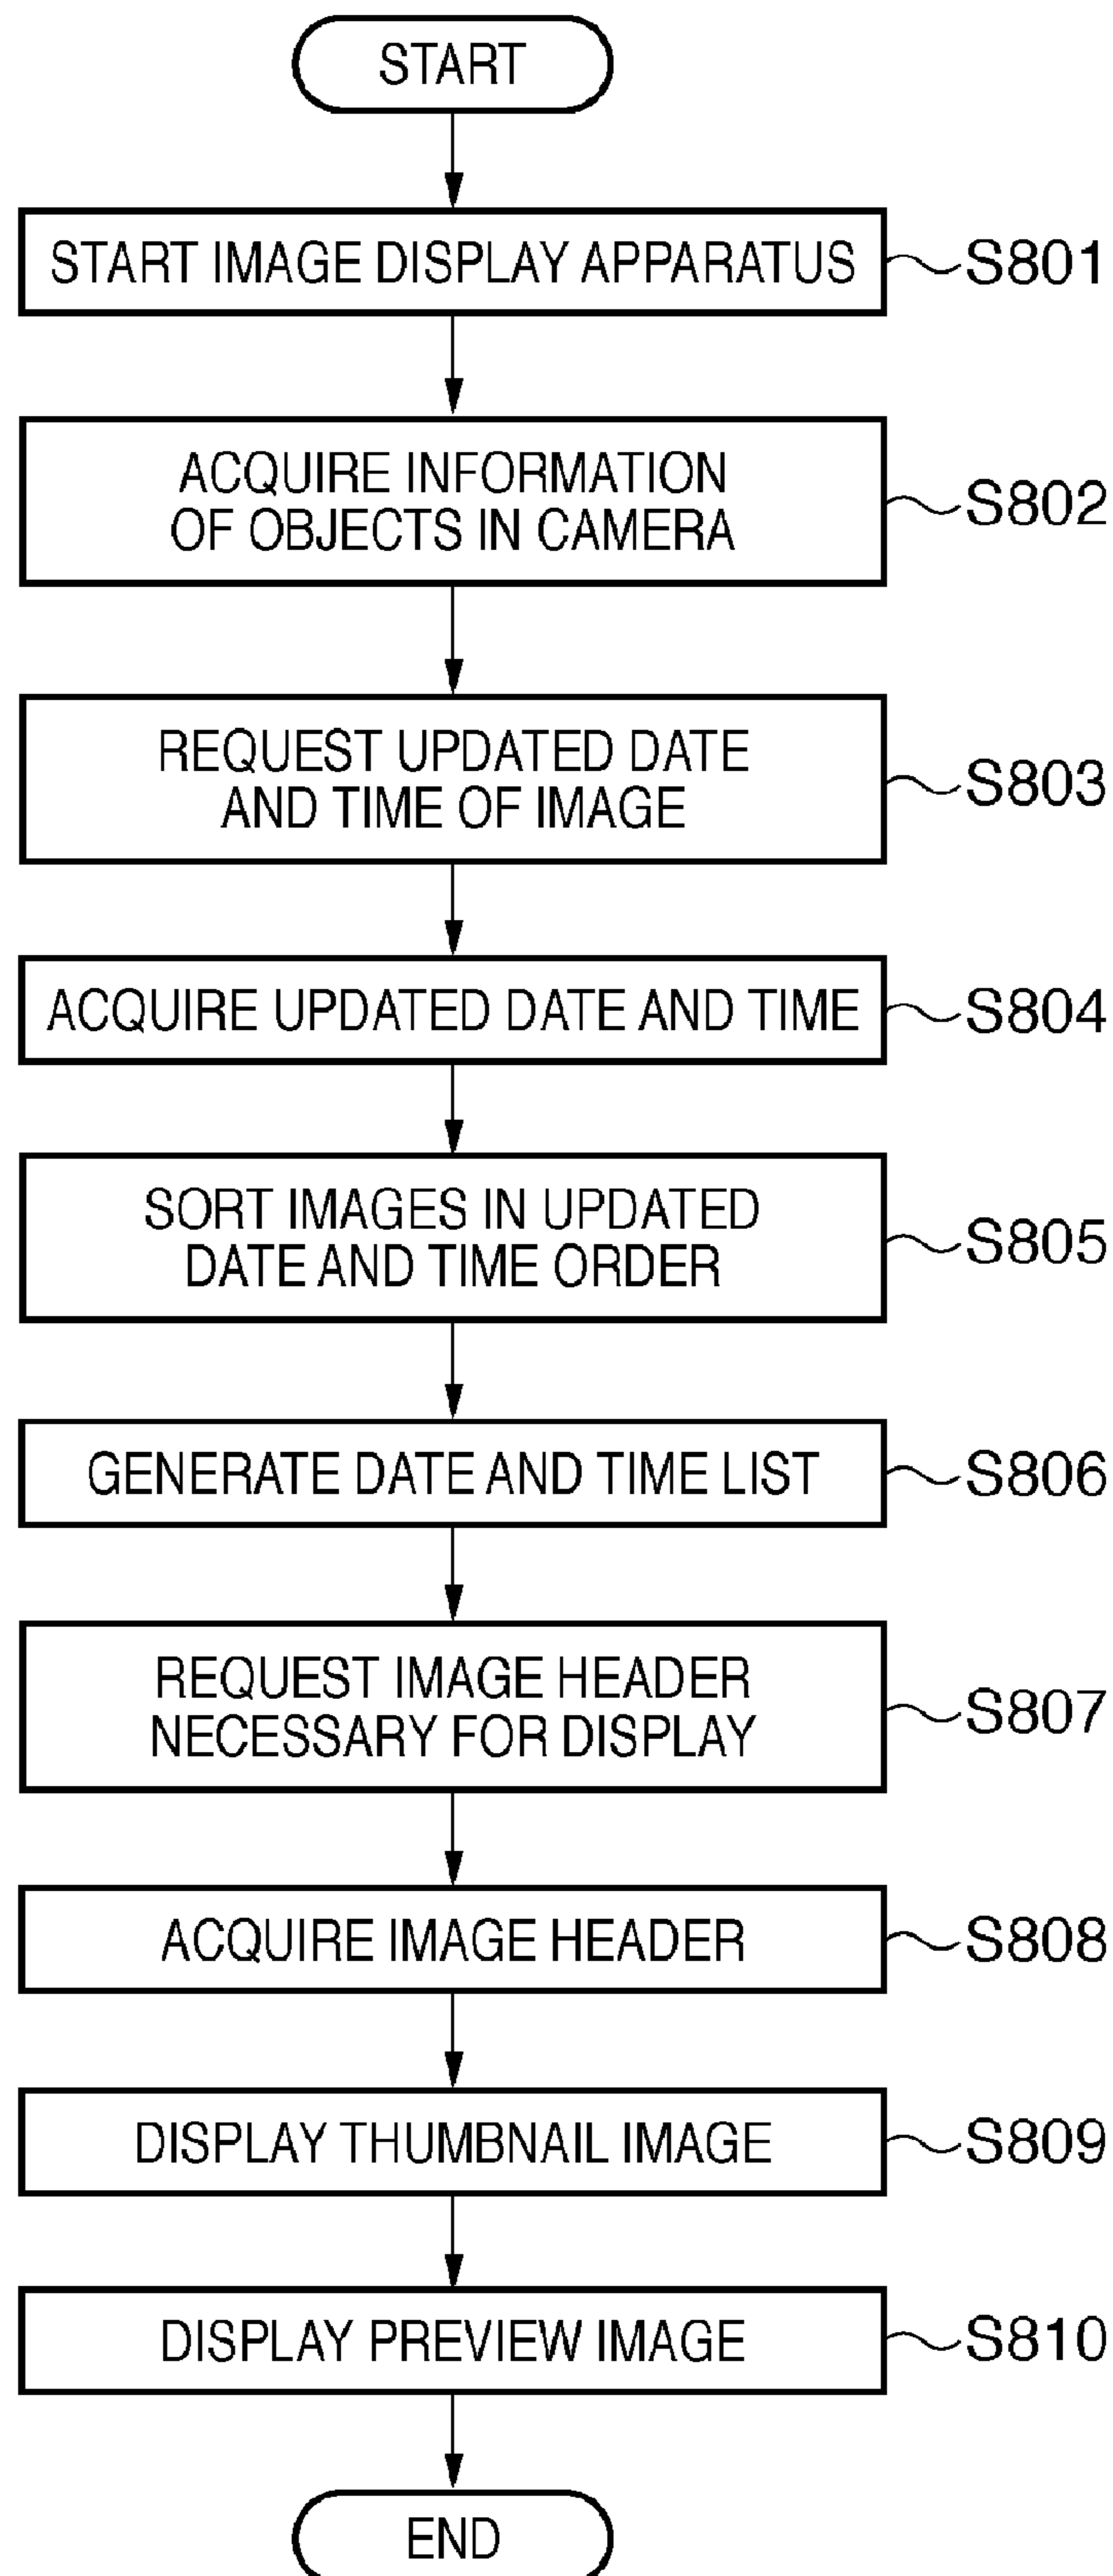 START
START IMAGE DISPLAY APPARATUS
S801
ACQUIRE INFORMATION
OF OBJECTS IN CAMERA
S802
REQUEST UPDATED DATE
AND TIME OF IMAGE
S803
ACQUIRE UPDATED DATE AND TIME
S804
SORT IMAGES IN UPDATED
DATE AND TIME ORDER
S805
GENERATE DATE AND TIME LIST
S806
REQUEST IMAGE HEADER
NECESSARY FOR DISPLAY
S807
ACQUIRE IMAGE HEADER
S808
DISPLAY THUMBNAIL IMAGE
S809
DISPLAY PREVIEW IMAGE
S810
END